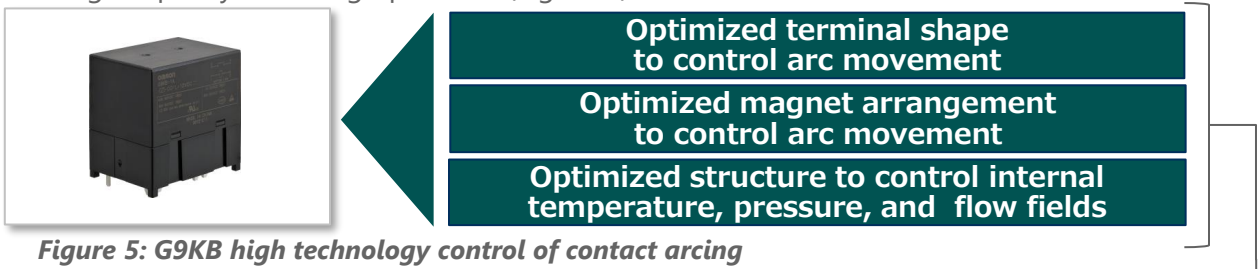 Optimized terminal shape
to control arc movement
Optimized magnet arrangement
to control arc movement
Optimized structure to control internal
temperature, pressure, and flow fields
Figure 5: G9KB high technology control of contact arcing